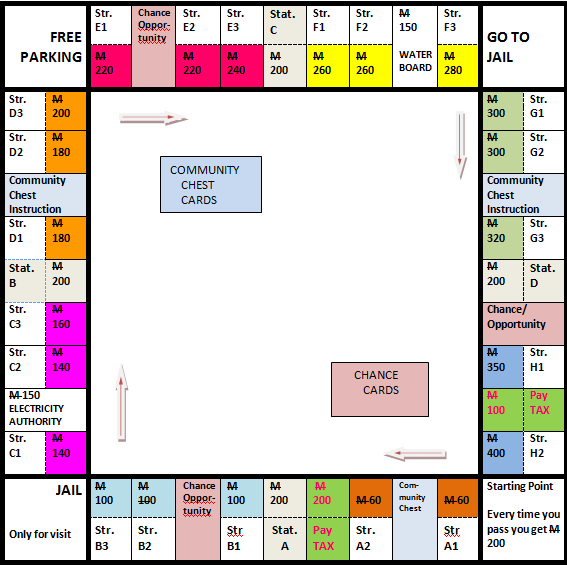 FREE
PARKING
Str.
E1
M
220
Chance
Oppor-
tunity
Str.
E2
M
220
Str.
E3
M
240
Stat.
C
M
200
Str.
F1
M
260
Str.
F2
M
260
M
150
WATER
BOARD
Str.
F3
M
280
GO TO
JAIL
Str.
D3
M
200
Str.
D2
M
180
Community
Chest
Instruction
Str.
D1
M
180
Stat.
B
M
200
Str.
C3
M
160
Str.
C2
M
140
M-150
ELECTRICITY
AUTHORITY
Str.
C1
M
140
COMMUNITY
CHEST
CARDS
CHANCE
CARDS
M
300
Str.
G1
M
300
Str.
G2
Community
Chest
Instruction
M
320
Str.
G3
M
200
Stat.
D
Chance/
Opportunity
M
350
Str.
H1
M
100
Pay
TAX
M
400
Str.
H2
JAIL
Only for visit
M
100
Str.
B3
M
100
Str.
B2
Chance
Oppor-
tunity
M
100
Str
B1
M
200
Stat.
A
M
200
Pay
TAX
M-60
Str.
A2
Com-
munity
Chest
M-60
Str
A1
Starting Point
Every time you
pass you get M
200